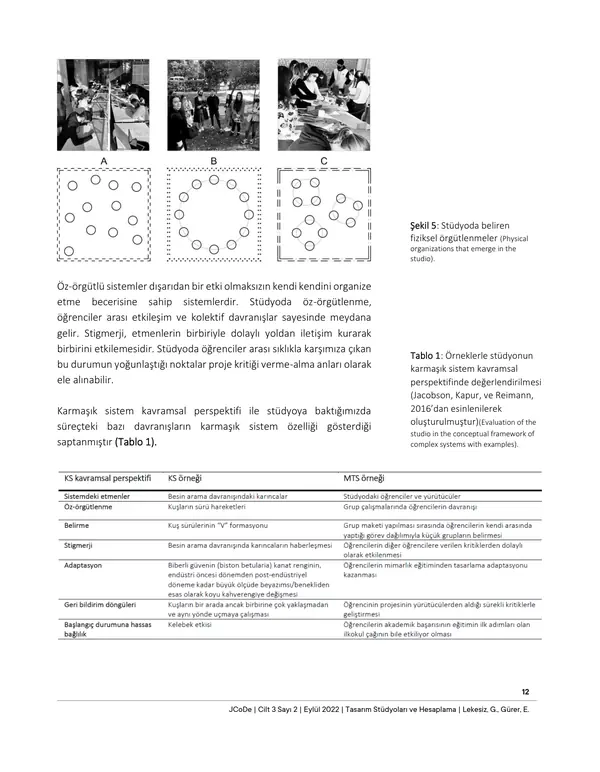 A B C
Şekil 5: Stüdyoda beliren
fiziksel örgütlenmeler (Physical
organizations that emerge in the
studio).
Öz-örgütlü sistemler dışarıdan bir etki olmaksızın kendi kendini organize
etme becerisine sahip sistemlerdir. Stüdyoda öz-örgütlenme,
öğrenciler arası etkileşim ve kolektif davranışlar sayesinde meydana
gelir. Stigmerji, etmenlerin birbiriyle dolaylı yoldan iletişim kurarak
birbirini etkilemesidir. Stüdyoda öğrenciler arası sıklıkla karşımıza çıkan
bu durumun yoğunlaştığı noktalar proje kritiği verme-alma anları olarak
ele alınabilir.
Karmaşık sistem kavramsal perspektifi ile stüdyoya baktığımızda
süreçteki bazı davranışların karmaşık sistem özelliği gösterdiği
saptanmıştır (Tablo 1).
Tablo 1: Örneklerle stüdyonun
karmaşık sistem kavramsal
perspektifinde değerlendirilmesi
(Jacobson, Kapur, ve Reimann,
2016'dan esinlenilerek
oluşturulmuştur)(Evaluation of the
studio in the conceptual framework of
complex systems with examples).
KS kavramsal perspektifi KS örneği MTS örneği
Sistemdeki etmenler Besin arama davranışındaki karıncalar Stüdyodaki öğrenciler ve yürütücüler
Öz-örgütlenme Kuşların sürü hareketleri Grup çalışmalarında öğrencilerin davranışı
Belirme Kuş sürülerinin "V" formasyonu Grup maketi yapılması sırasında öğrencilerin kendi arasında
yaptığı görev dağılımıyla küçük grupların belirmesi
Stigmerji Besin arama davranışında karıncaların haberleşmesi Öğrencilerin diğer öğrencilere verilen kritiklerden dolaylı
olarak etkilenmesi
Adaptasyon Biberli güvenin (biston betularia) kanat renginin, Öğrencilerin mimarlık eğitiminden tasarlama adaptasyonu
endüstri öncesi dönemden post-endüstriyel kazanması
döneme kadar büyük ölçüde beyazımsı/benekliden
esas olarak koyu kahverengiye değişmesi
Geri bildirim döngüleri Kuşların bir arada ancak birbirine çok yaklaşmadan Öğrencinin projesinin yürütücülerden aldığı sürekli kritiklerle
ve aynı yönde uçmaya çalışması geliştirmesi
Başlangıç durumuna hassas Kelebek etkisi Öğrencilerin akademik başarısının eğitimin ilk adımları olan
bağlılık ilkokul çağının bile etkiliyor olması
12
JCoDe | Cilt 3 Sayı 2 | Eylül 2022 | Tasarım Stüdyoları ve Hesaplama | Lekesiz, G., Gürer, E.